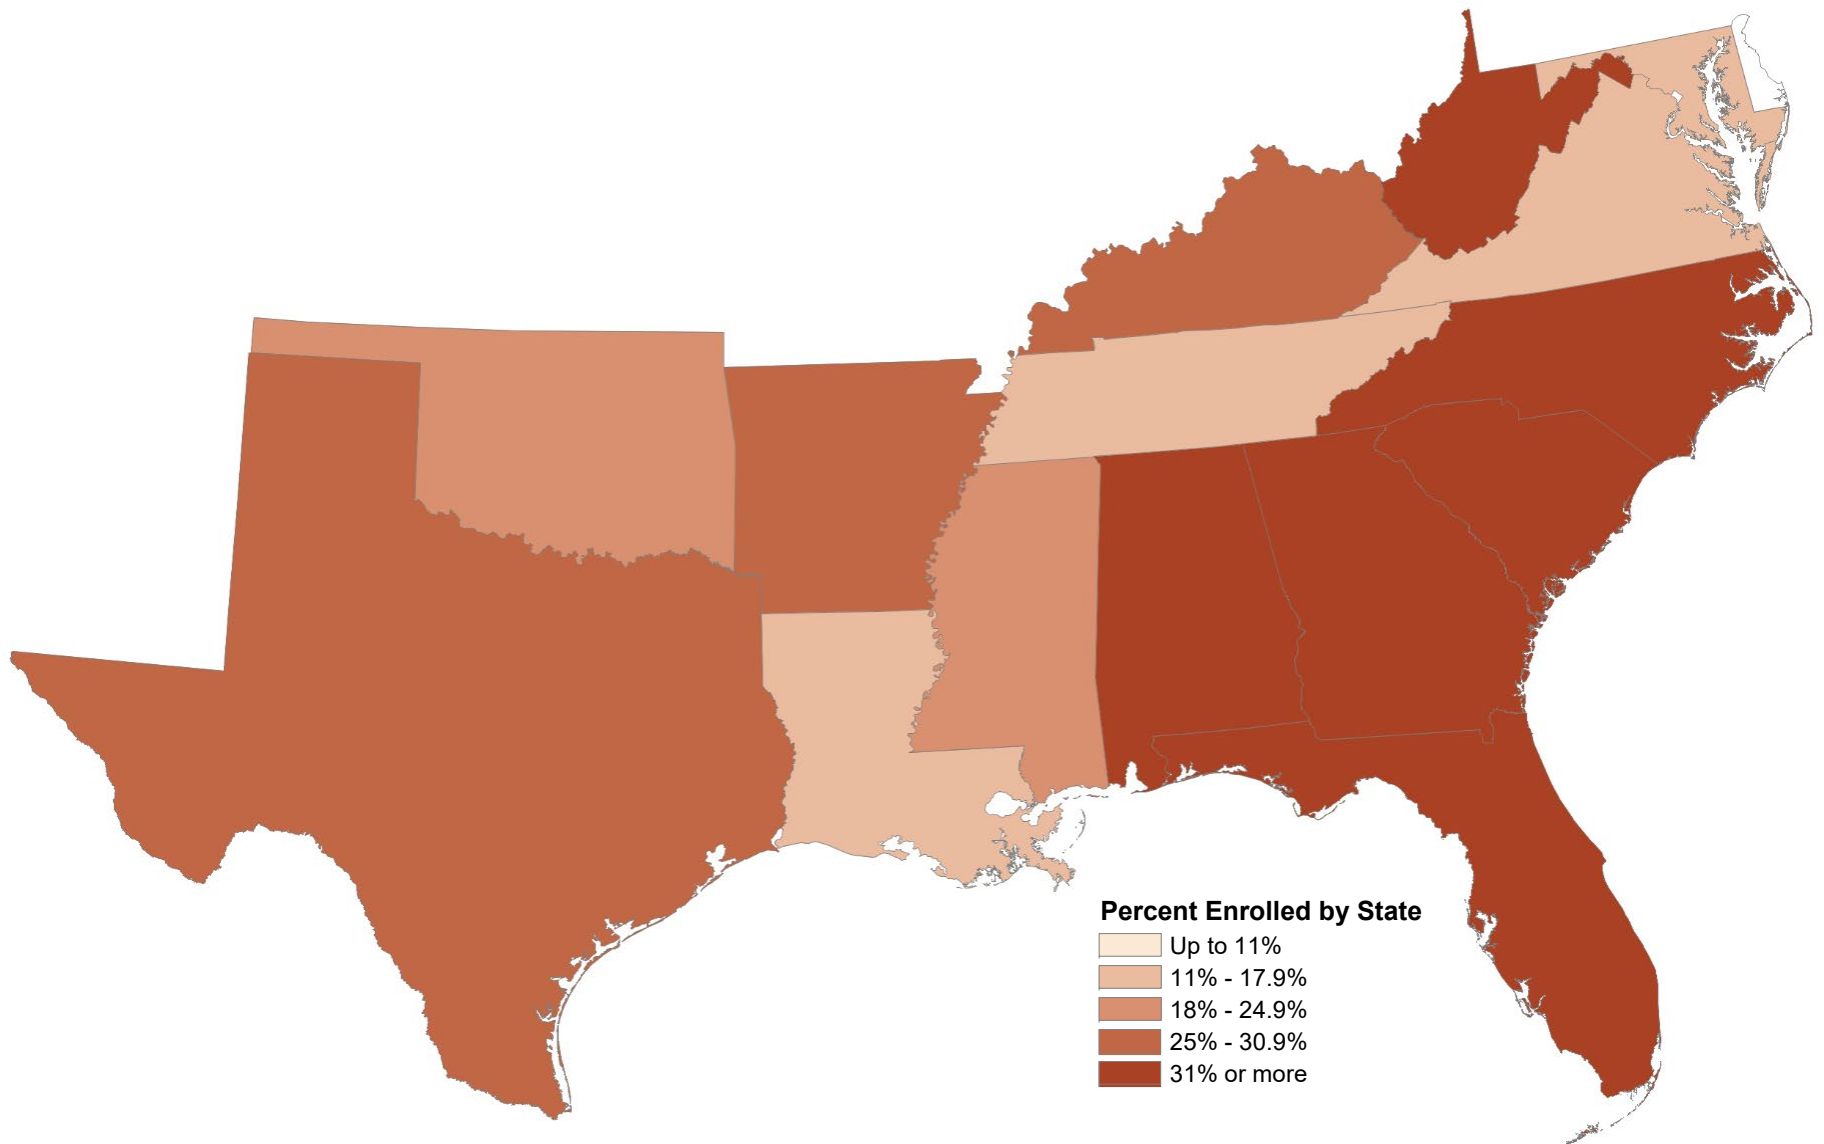 Percent Enrolled by State
Up to 11%
11% - 17.9%
18% - 24.9%
25% - 30.9%
31% or more